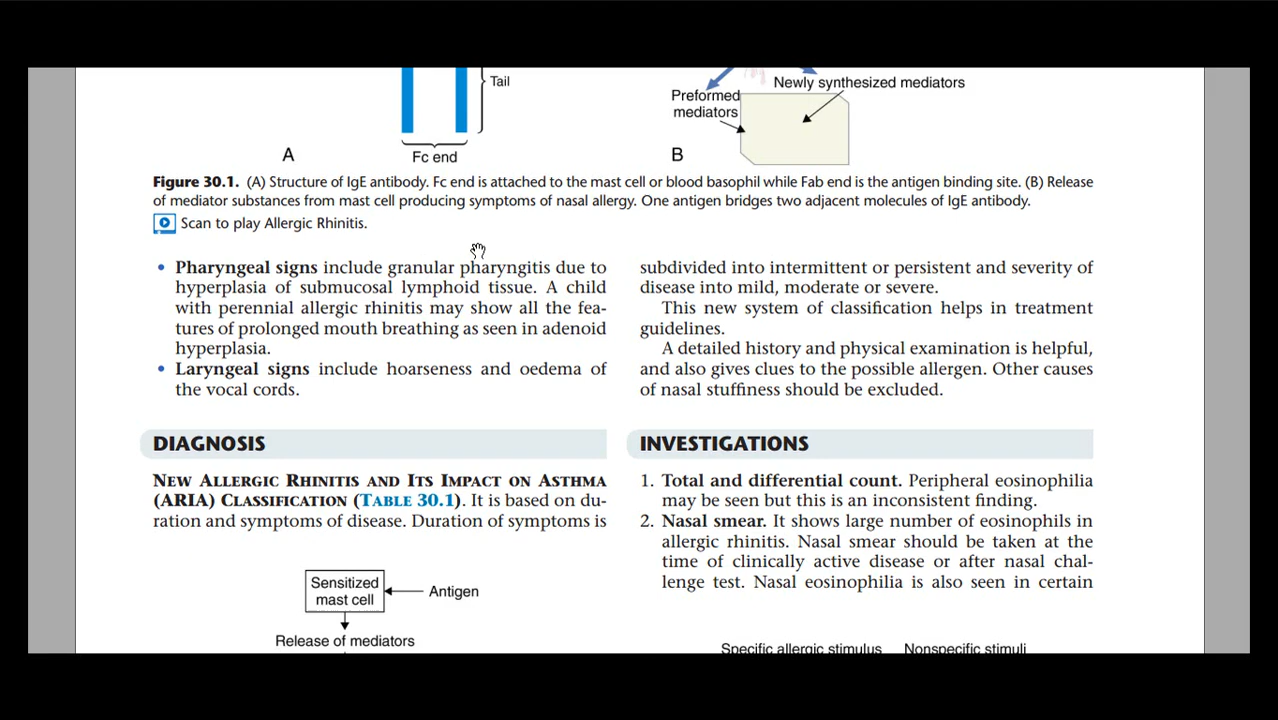 Tail
Newly synthesized mediators
Preformed
mediators
A
Fc end
B
Figure 30.1. (A) Structure of IgE antibody. Fc end is attached to the mast cell or blood basophil while Fab end is the antigen binding site. (B) Release
of mediator substances from mast cell producing symptoms of nasal allergy. One antigen bridges two adjacent molecules of IgE antibody.
Scan to play Allergic Rhinitis.
• Pharyngeal signs include granular pharyngitis due to
hyperplasia of submucosal lymphoid tissue. A child
with perennial allergic rhinitis may show all the fea-
tures of prolonged mouth breathing as seen in adenoid
hyperplasia.
• Laryngeal signs include hoarseness and oedema of
the vocal cords.
DIAGNOSIS
NEW ALLERGIC RHINITIS AND ITS IMPACT ON ASTHMA
(ARIA) CLASSIFICATION (TABLE 30.1). It is based on du-
ration and symptoms of disease. Duration of symptoms is
Sensitized
mast cell
Antigen
Release of mediators
subdivided into intermittent or persistent and severity of
disease into mild, moderate or severe.
This new system of classification helps in treatment
guidelines.
A detailed history and physical examination is helpful,
and also gives clues to the possible allergen. Other causes
of nasal stuffiness should be excluded.
INVESTIGATIONS
1. Total and differential count. Peripheral eosinophilia
may be seen but this is an inconsistent finding.
2. Nasal smear. It shows large number of eosinophils in
allergic rhinitis. Nasal smear should be taken at the
time of clinically active disease or after nasal chal-
lenge test. Nasal eosinophilia is also seen in certain
Specific allergic stimulus Nonspecific stimuli